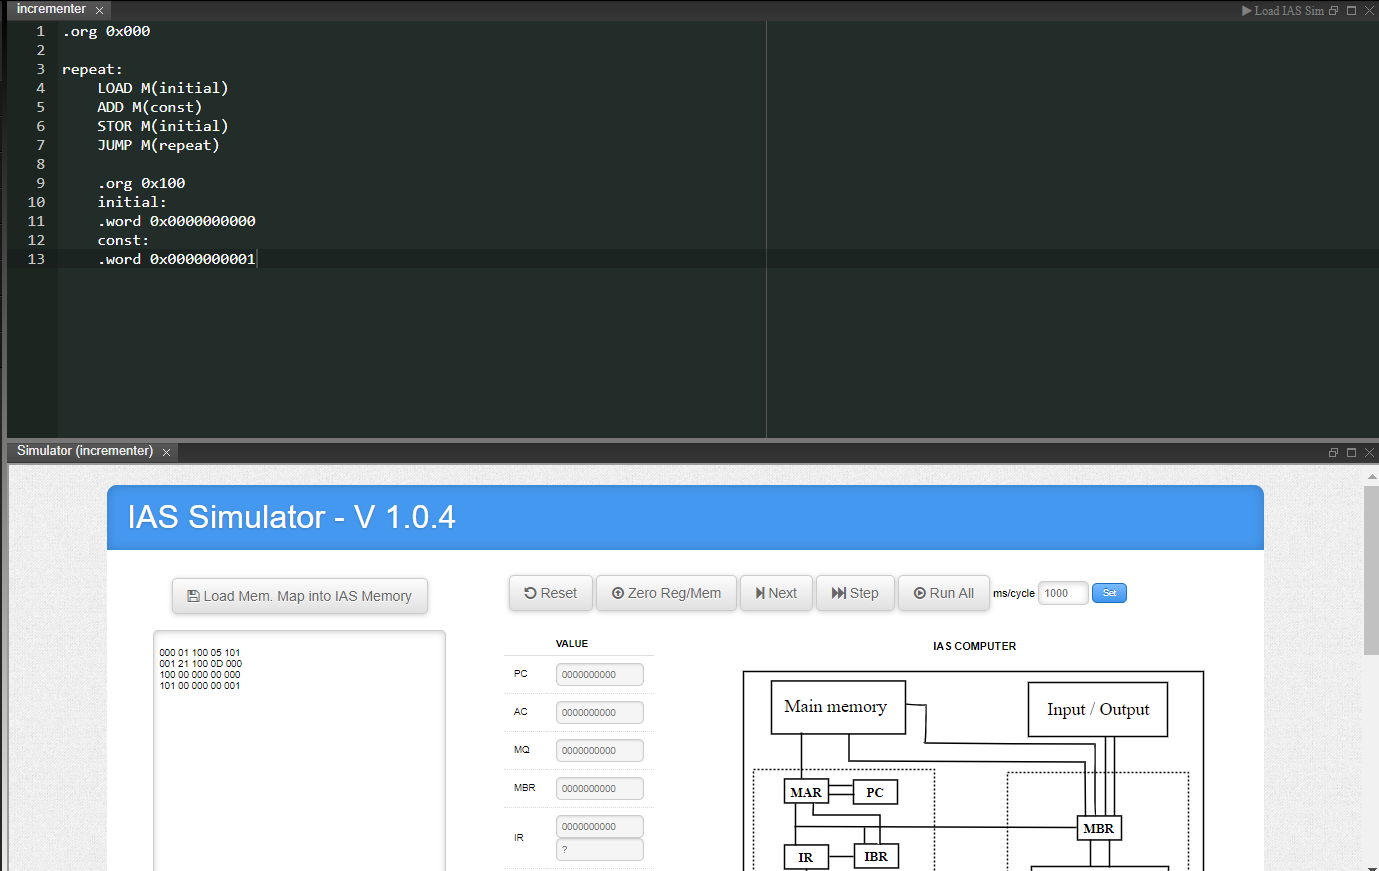 incrementer
Load IAS Sim
1 .org 0x000
2
3 repeat:
4 LOAD M(initial)
5 ADD M(const)
6 STOR M(initial)
7 JUMP M(repeat)
8
9 .org 0x100
10 initial:
11 .word 0x0000000000
12 const:
13 .word 0x0000000001
Simulator (incrementer)
IAS Simulator - V 1.0.4
Load Mem. Map into IAS Memory
Reset
Zero Reg/Mem
Next
Step
Run All
ms/cycle
1000
Set
000 01 100 05 101
001 21 100 0D 000
100 00 000 00 000
101 00 000 00 001
VALUE
PC 0000000000
AC 0000000000
MQ 0000000000
MBR 0000000000
IR 0000000000
?
IAS COMPUTER
Main memory
Input / Output
MAR
PC
MBR
IR
IBR